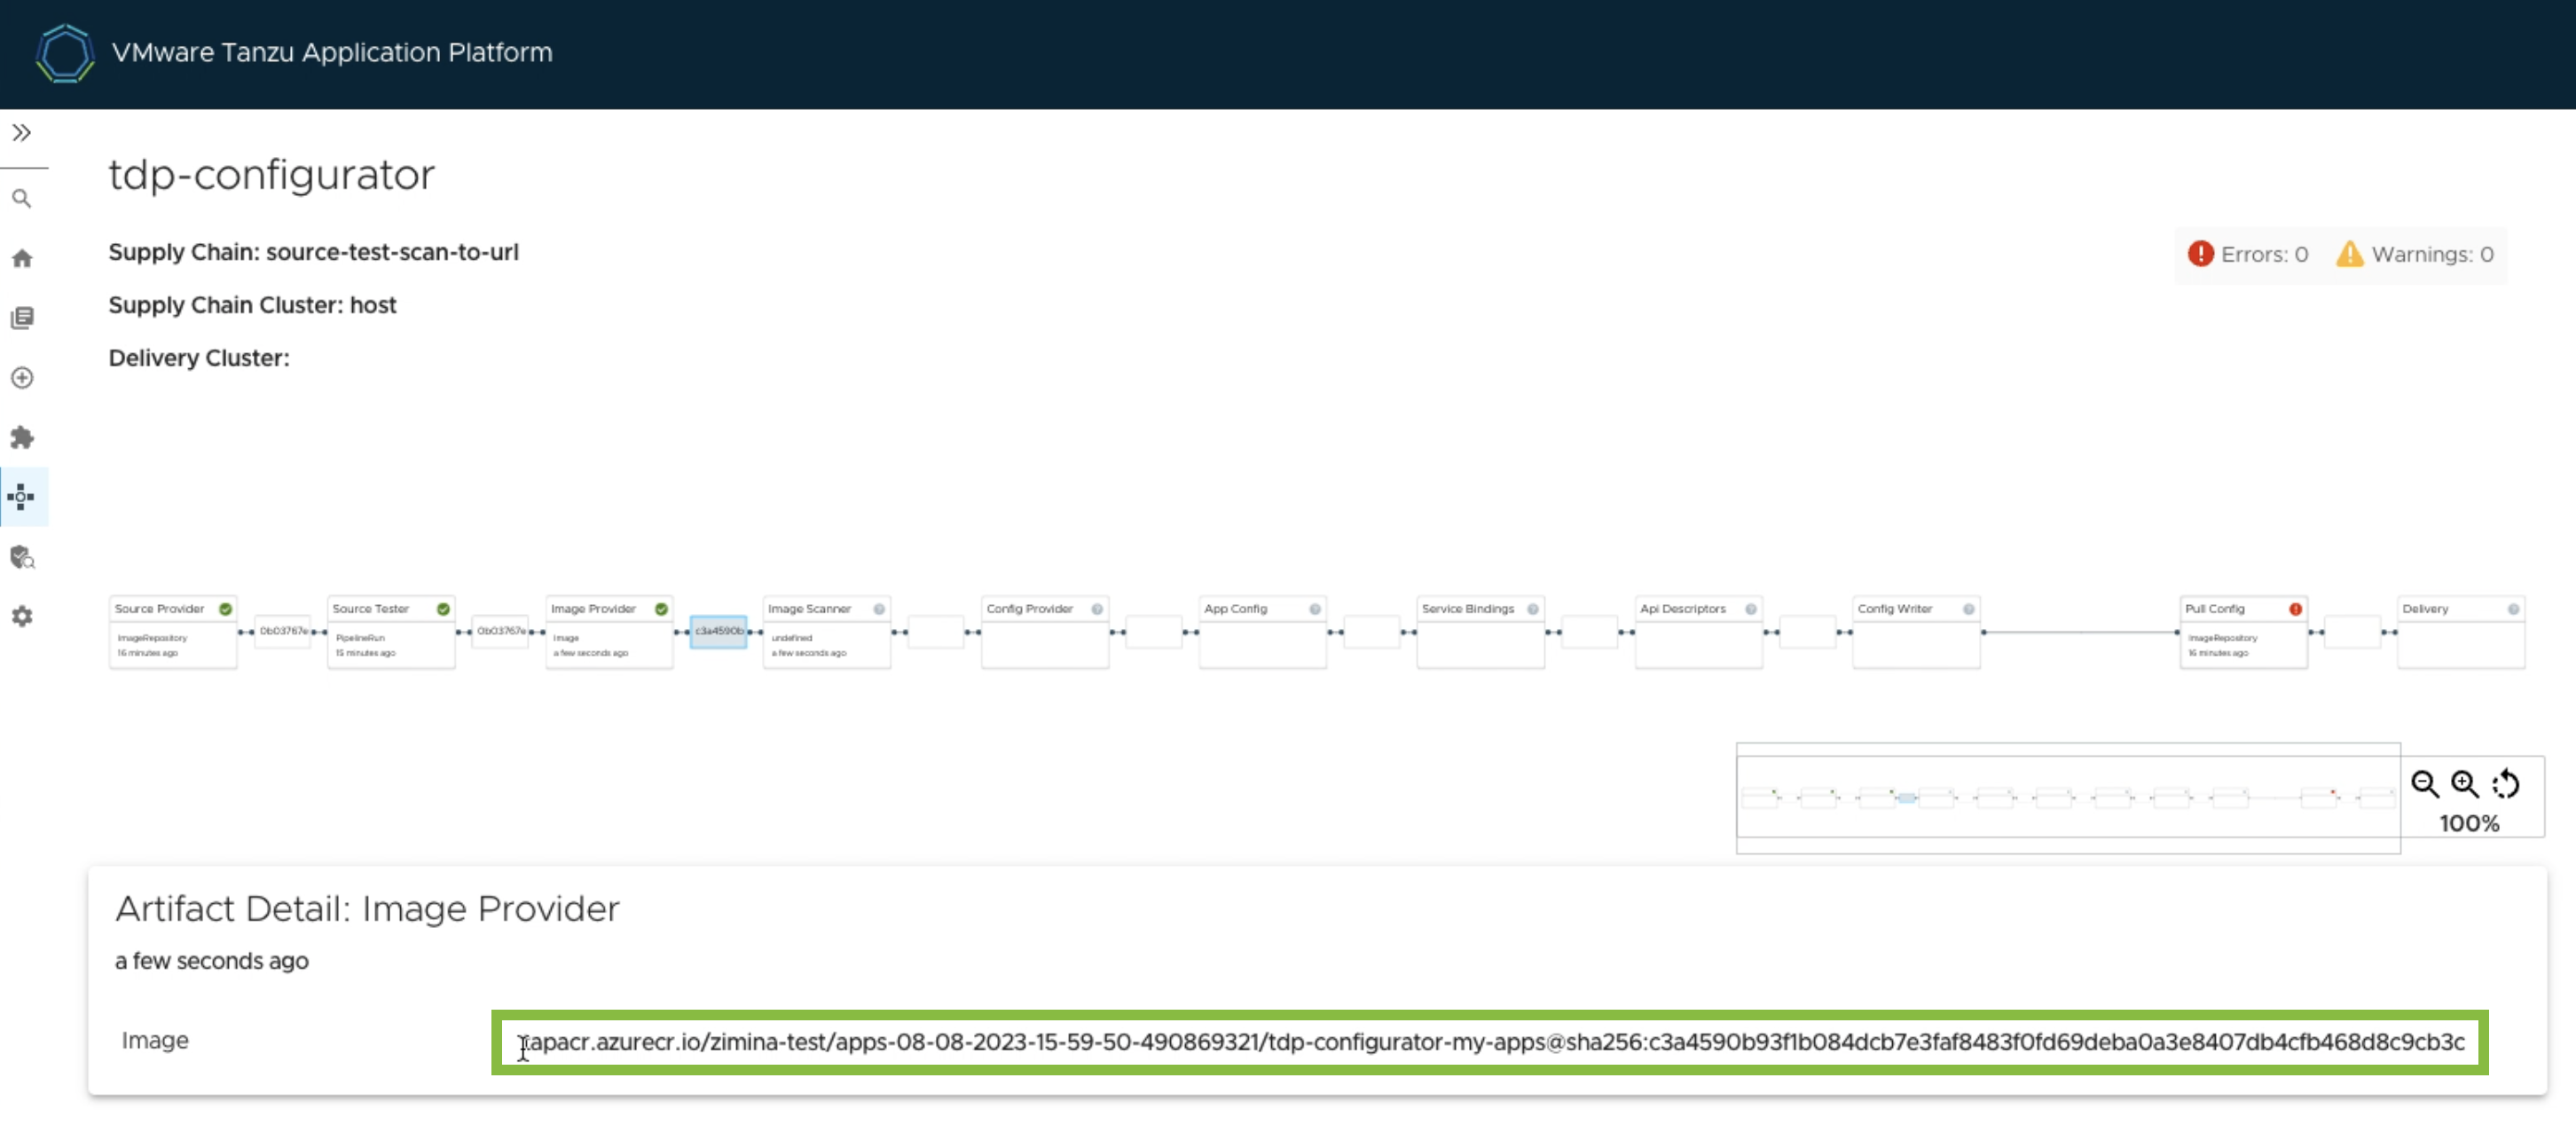 VMware Tanzu Application Platform
tdp-configurator
Supply Chain: source-test-scan-to-url
Errors: 0 Warnings: 0
Supply Chain Cluster: host
Delivery Cluster:
Source Provider
ImageRepository
16 minutes ago
0b03767e
Source Tester
PipelineRun
15 minutes ago
0b03767e
Image Provider
Image
a few seconds ago
c3a4590b
Image Scanner
undefined
a few seconds ago
Config Provider
App Config
Service Bindings
Api Descriptors
Config Writer
Pull Config
ImageRepository
16 minutes ago
Delivery
100%
Artifact Detail: Image Provider
a few seconds ago
Image
tapacr.azurecr.io/zimina-test/apps-08-08-2023-15-59-50-490869321/tdp-configurator-my-apps@sha256:c3a4590b93f1b084dcb7e3faf8483f0fd69deba0a3e8407db4cfb468d8c9cb3c